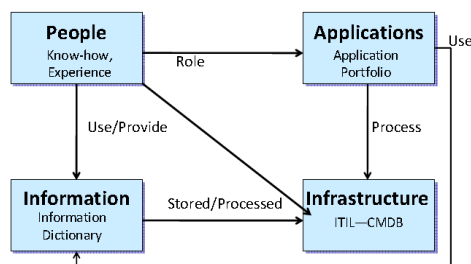 People
Know-how,
Experience
Role
Applications
Application
Portfolio
Use
Use/Provide
Process
Information
Information
Dictionary
Stored/Processed
Infrastructure
ITIL—CMDB